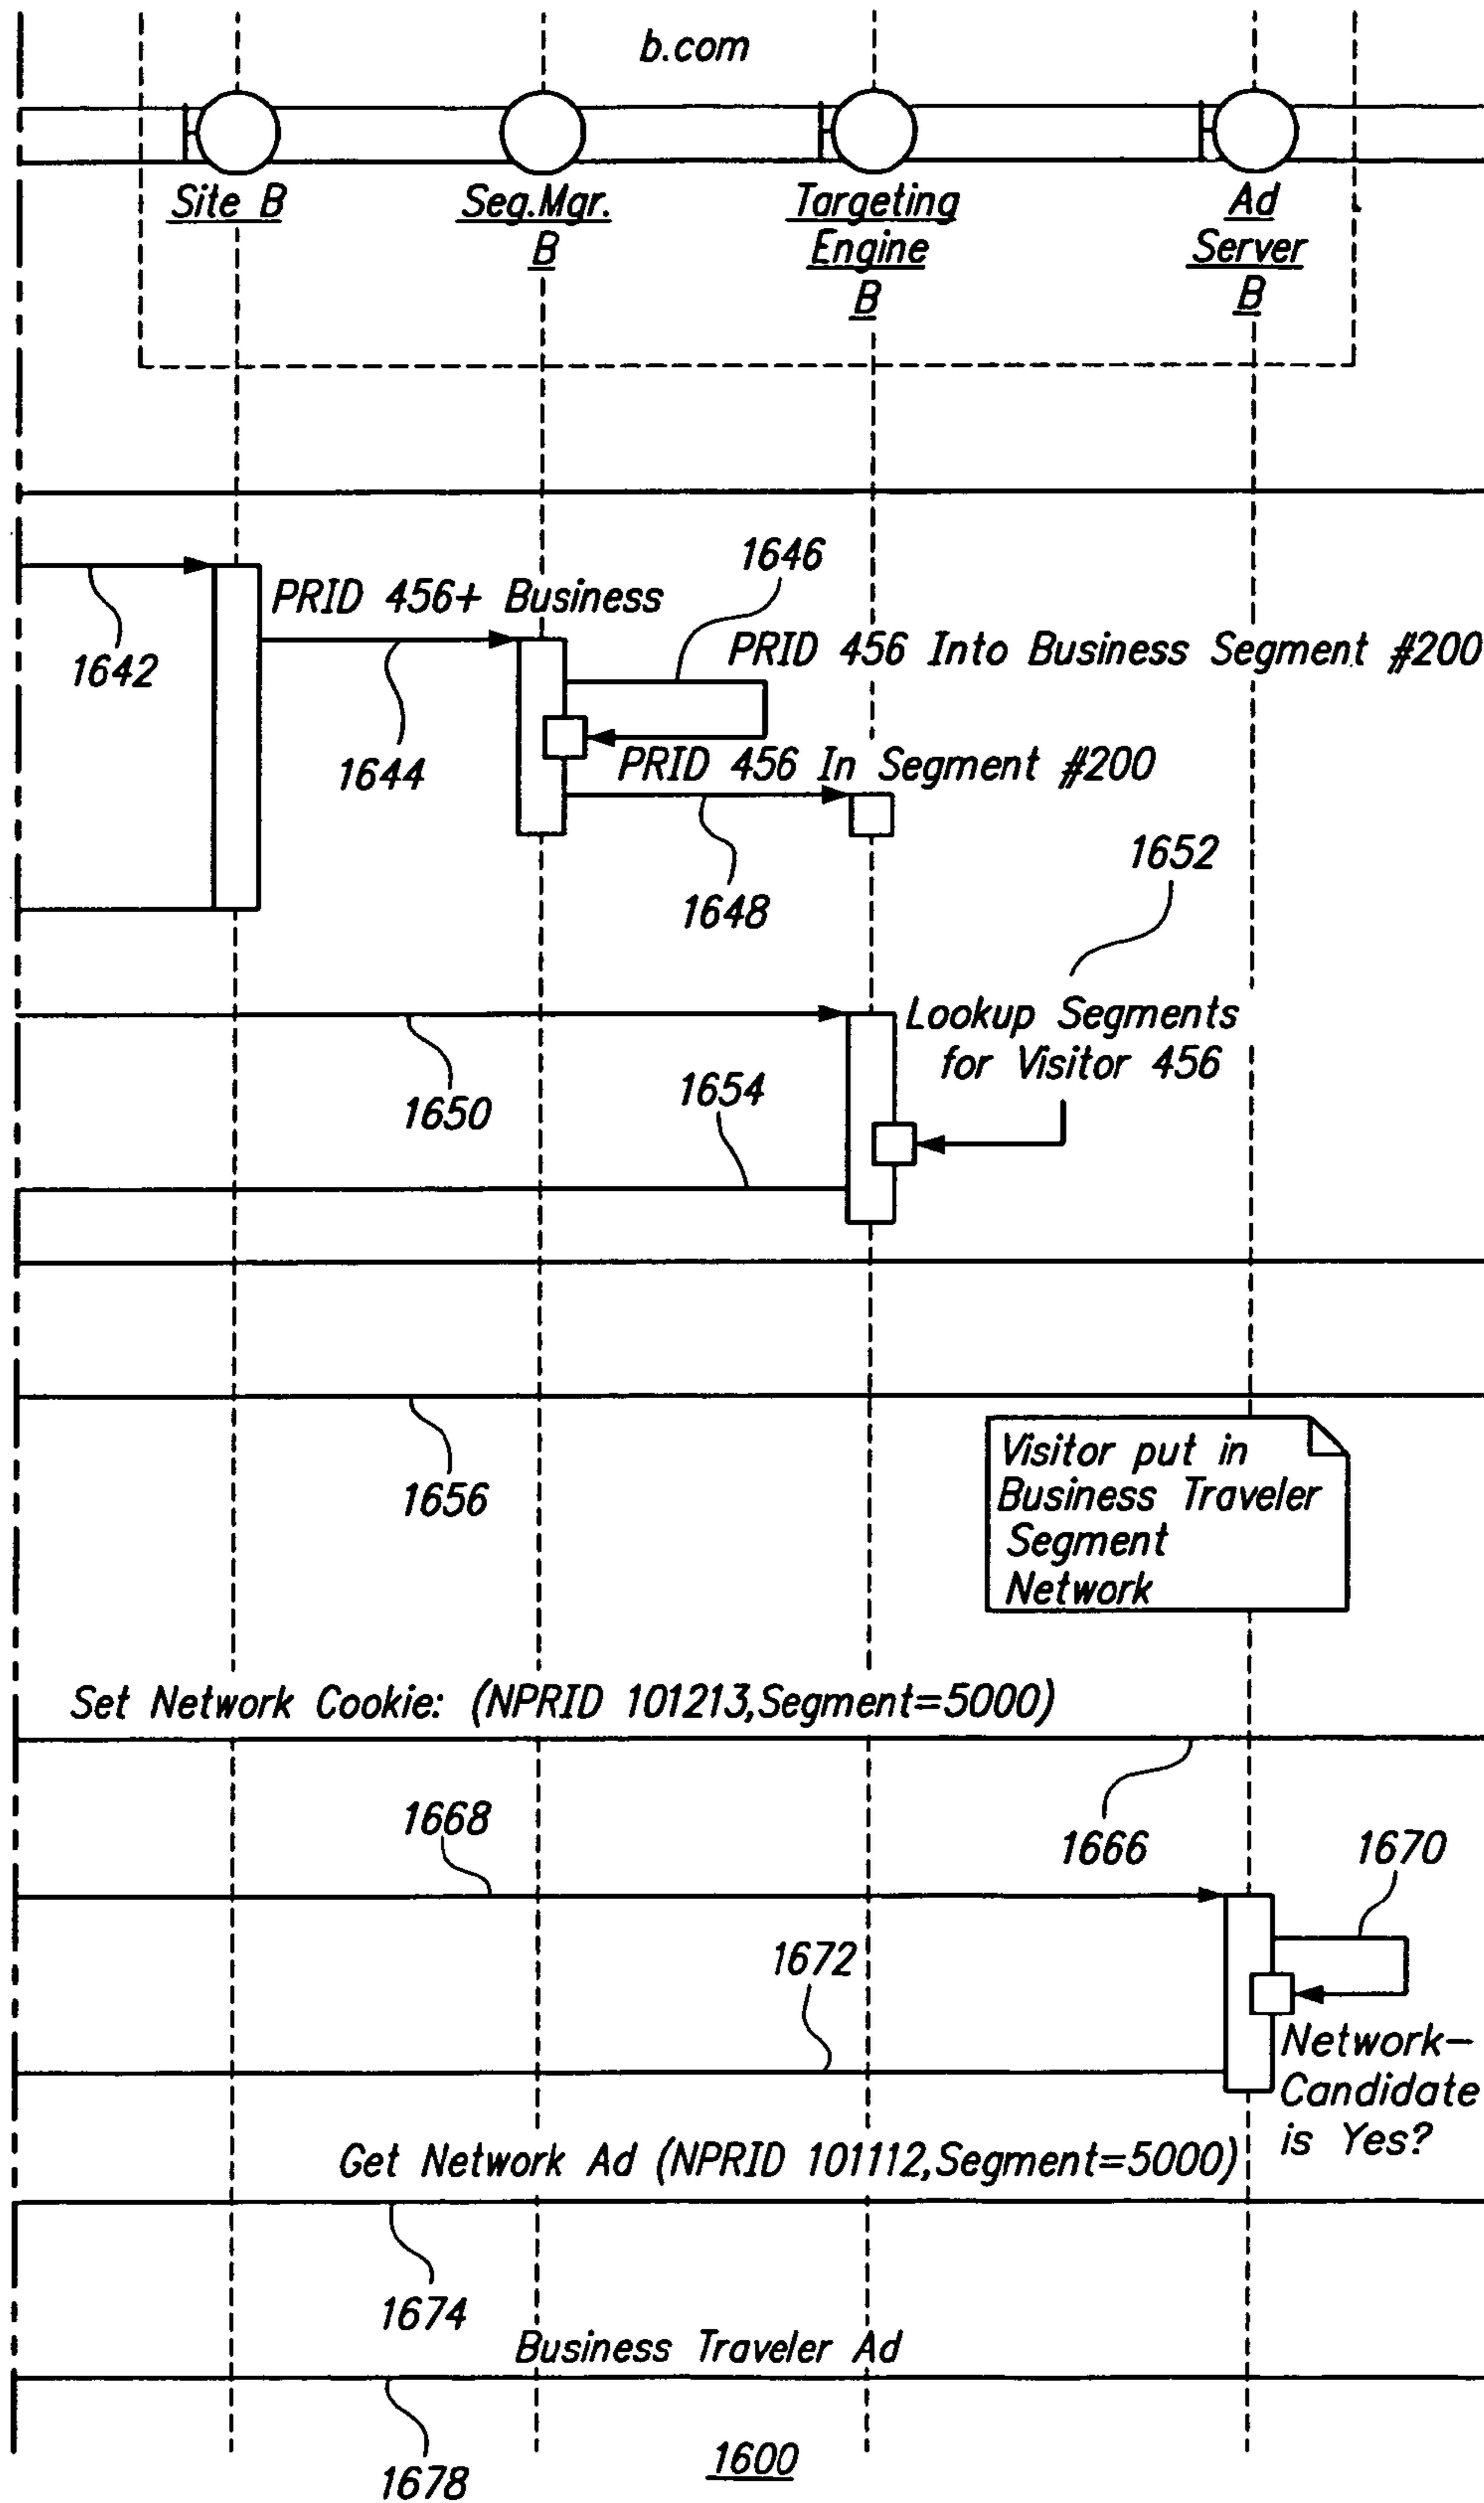 b.com
Site B
Seg.Mgr.
B
Targeting
Engine
B
Ad
Server
B
1646
PRID 456+ Business
PRID 456 Into Business Segment #200
1642
1644
PRID 456 In Segment #200
1652
1648
Lookup Segments
for Visitor 456
1650
1654
1656
Visitor put in
Business Traveler
Segment
Network
Set Network Cookie: (NPRID 101213,Segment=5000)
1668
1666
1670
1672
Network-
Candidate
is Yes?
Get Network Ad (NPRID 101112,Segment=5000)
1674
Business Traveler Ad
1678
1600